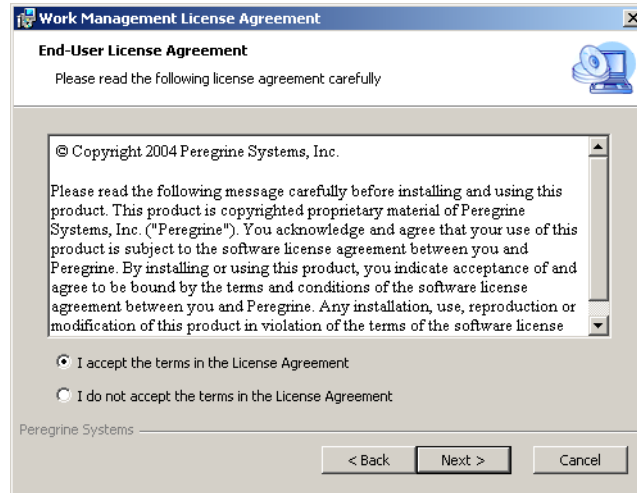 Work Management License Agreement
End-User License Agreement
Please read the following license agreement carefully
© Copyright 2004 Peregrine Systems, Inc.
Please read the following message carefully before installing and using this
product. This product is copyrighted proprietary material of Peregrine
Systems, Inc. ("Peregrine"). You acknowledge and agree that your use of this
product is subject to the software license agreement between you and
Peregrine. By installing or using this product, you indicate acceptance of and
agree to be bound by the terms and conditions of the software license
agreement between you and Peregrine. Any installation, use, reproduction or
modification of this product in violation of the terms of the software license
I accept the terms in the License Agreement
I do not accept the terms in the License Agreement
Peregrine Systems
< Back Next > Cancel